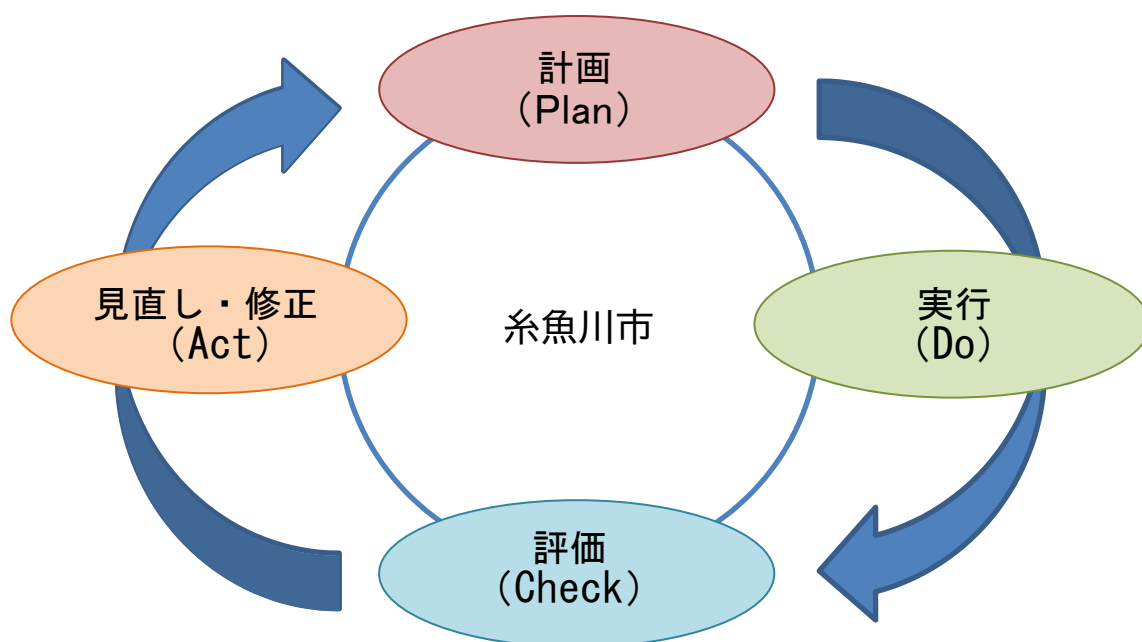 計画
（Plan）
見直し・修正
（Act）
糸魚川市
実行
（Do）
評価
（Check）